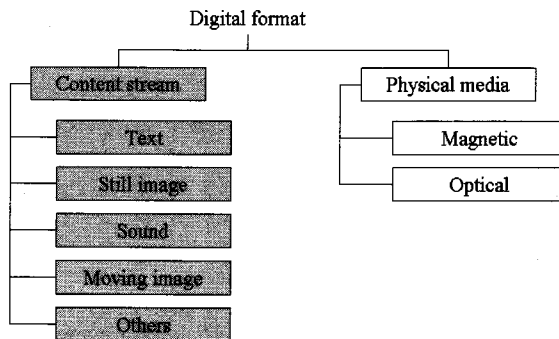 Digital format
Content stream
Text
Still image
Sound
Moving image
Others
Physical media
Magnetic
Optical